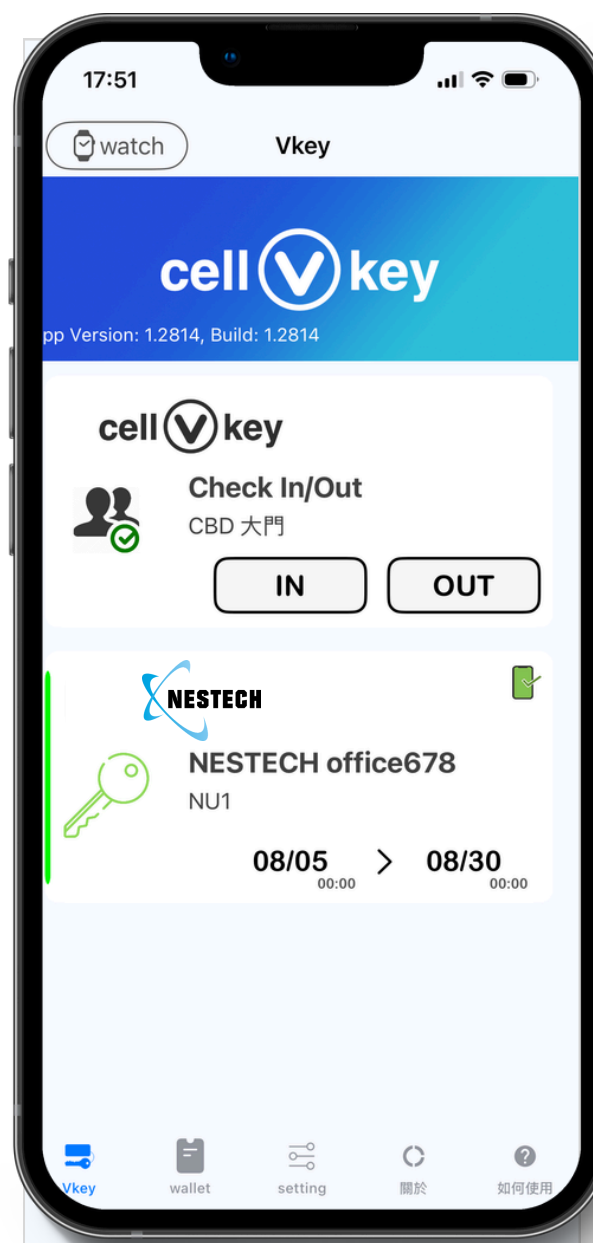 17:51
watch
Vkey
cell V key
pp Version: 1.2814, Build: 1.2814
cell V key
Check In/Out
CBD 大門
IN
OUT
NESTECH
NESTECH office678
NU1
08/05 > 08/30
00:00 00:00
Vkey wallet setting 關於 如何使用